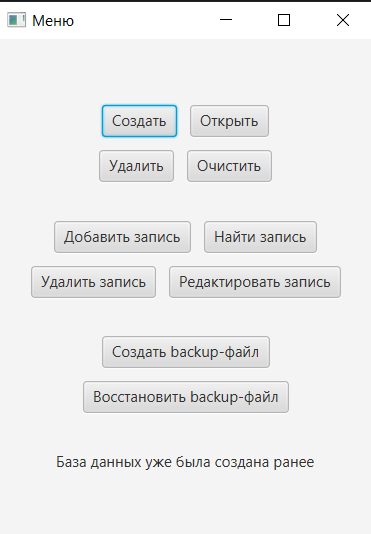 Меню
Создать Открыть
Удалить Очистить
Добавить запись Найти запись
Удалить запись Редактировать запись
Создать backup-файл
Восстановить backup-файл
База данных уже была создана ранее